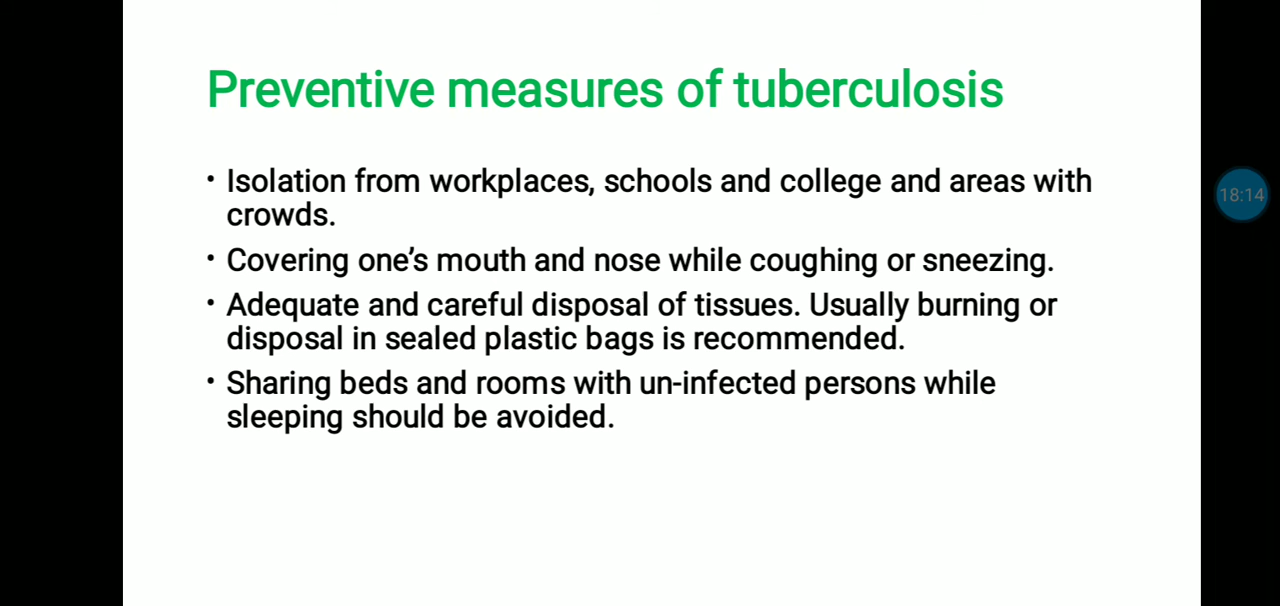 Preventive measures of tuberculosis
• Isolation from workplaces, schools and college and areas with
crowds.
• Covering one’s mouth and nose while coughing or sneezing.
• Adequate and careful disposal of tissues. Usually burning or
disposal in sealed plastic bags is recommended.
• Sharing beds and rooms with un-infected persons while
sleeping should be avoided.
18:14